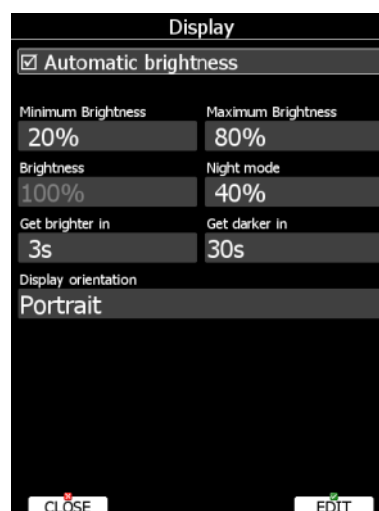 Display
Automatic brightness
Minimum Brightness Maximum Brightness
20% 80%
Brightness Night mode
100% 40%
Get brighter in Get darker in
3s 30s
Display orientation
Portrait
CLOSE EDIT